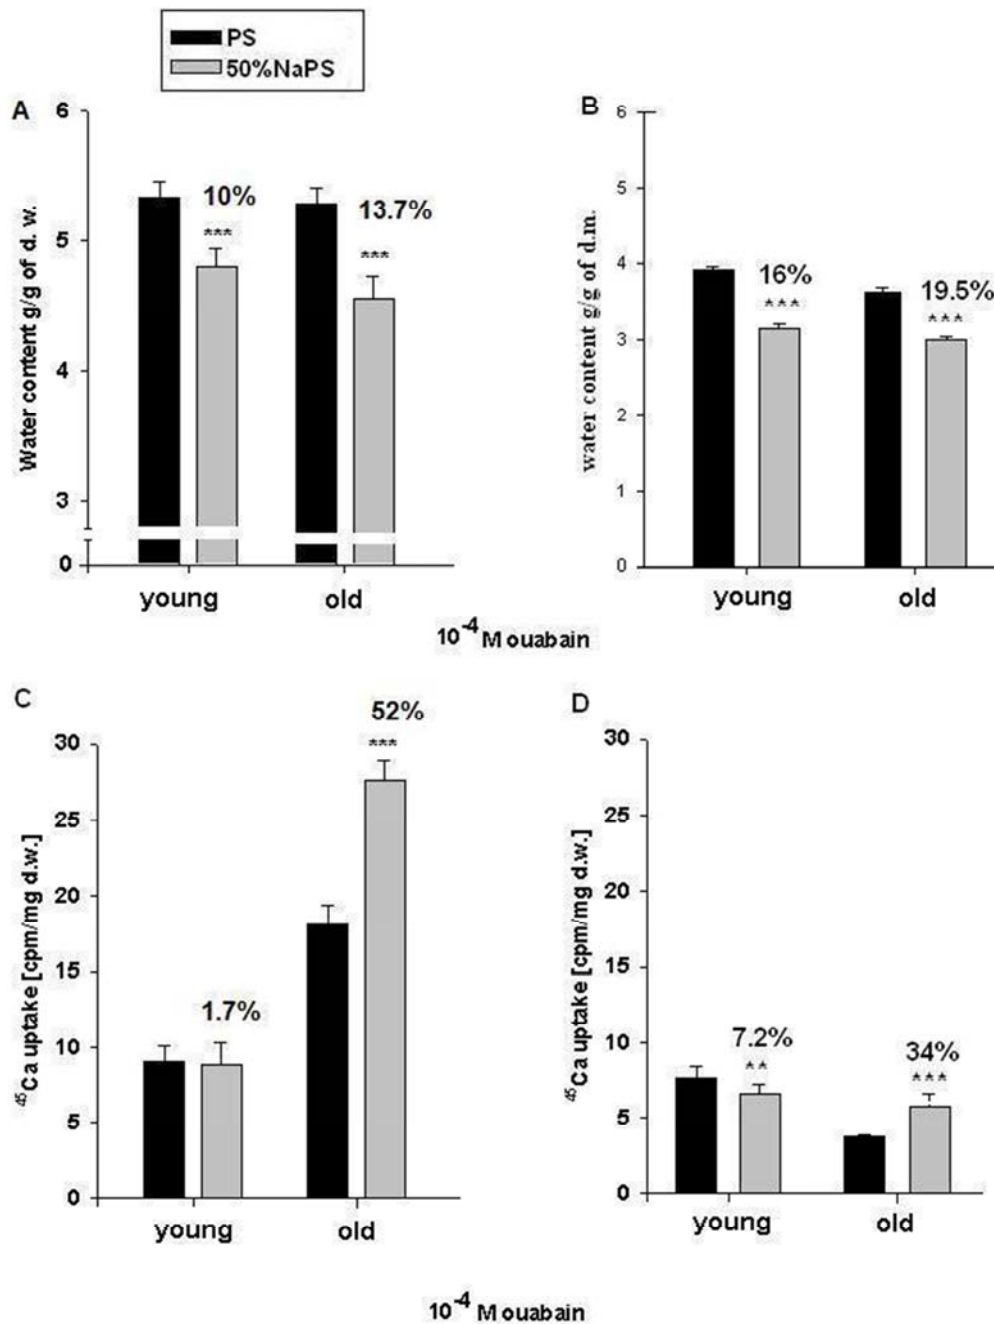 PS
50%NaPS
A
6
5
4
3
0
Water content g/g of d. w.
10%
***
13.7%
***
young
old
B
6
5
4
3
2
1
0
water content g/g of d.m.
16%
***
19.5%
***
young
old
10-4 Mouabain
C
30
25
20
15
10
5
0
45Ca uptake [cpm/mg d.w.]
1.7%
52%
***
young
old
D
30
25
20
15
10
5
0
45Ca uptake [cpm/mg d.w.]
7.2%
**
34%
***
young
old
10-4 Mouabain